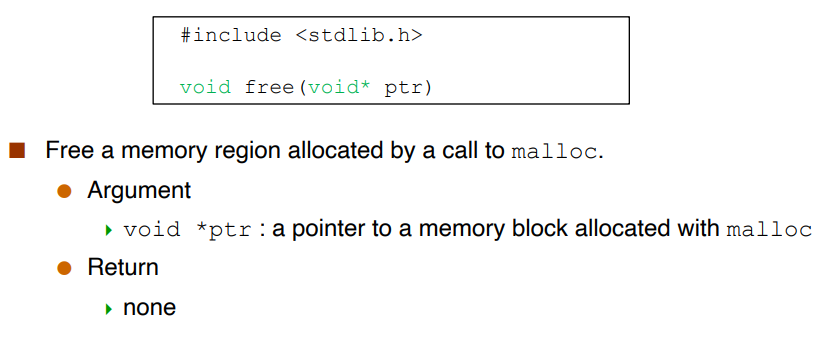 #include <stdlib.h>
void free(void* ptr)
Free a memory region allocated by a call to malloc.
Argument
void *ptr : a pointer to a memory block allocated with malloc
Return
none